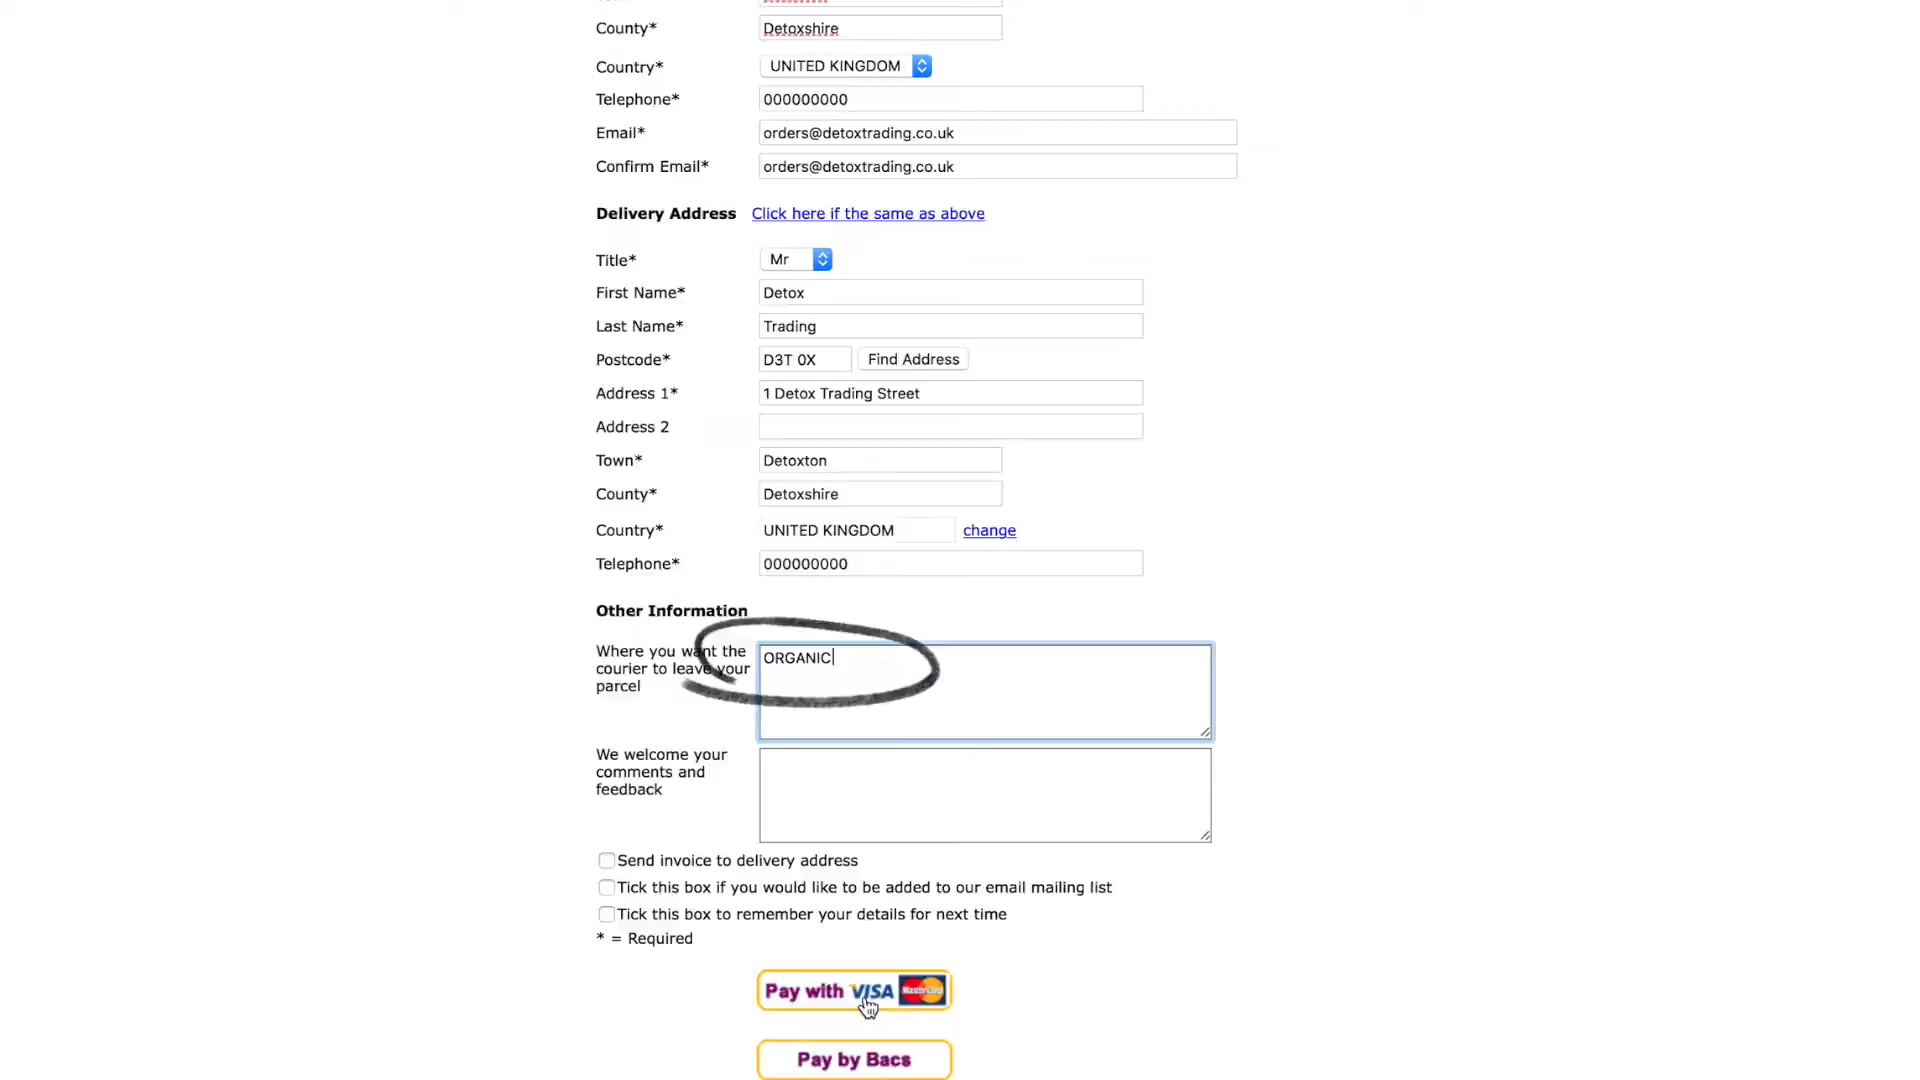 County* Detoxshire
Country* UNITED KINGDOM
Telephone* 000000000
Email* orders@detoxtrading.co.uk
Confirm Email* orders@detoxtrading.co.uk
Delivery Address Click here if the same as above
Title* Mr
First Name* Detox
Last Name* Trading
Postcode* D3T 0X Find Address
Address 1* 1 Detox Trading Street
Address 2
Town* Detoxton
County* Detoxshire
Country* UNITED KINGDOM change
Telephone* 000000000
Other Information
Where you want the
courier to leave your
parcel
ORGANIC
We welcome your
comments and
feedback
Send invoice to delivery address
Tick this box if you would like to be added to our email mailing list
Tick this box to remember your details for next time
* = Required
Pay with VISA MasterCard
Pay by Bacs